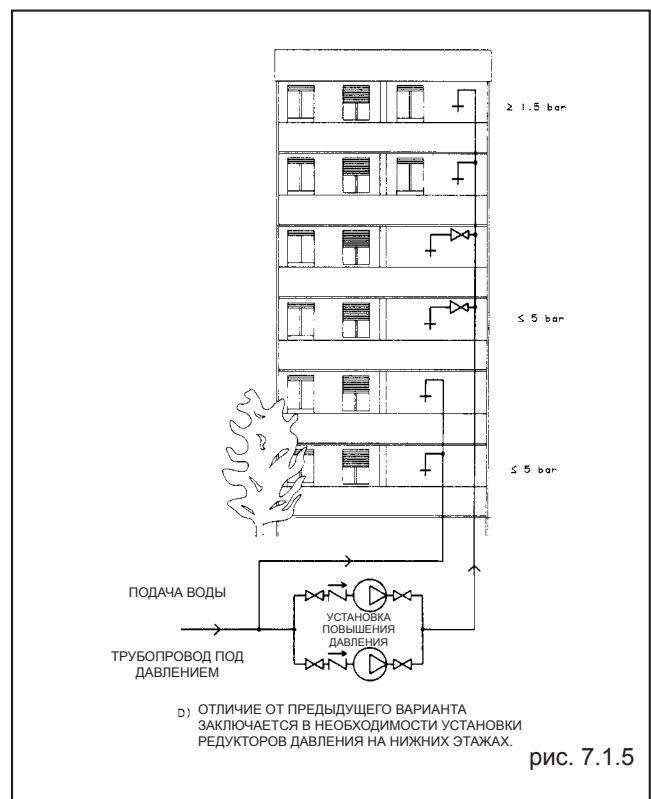 ≥ 1.5 bar
≤ 5 bar
≤ 5 bar
ПОДАЧА ВОДЫ
УСТАНОВКА
ПОВЫШЕНИЯ
ДАВЛЕНИЯ
ТРУБОПРОВОД ПОД
ДАВЛЕНИЕМ
D) ОТЛИЧИЕ ОТ ПРЕДЫДУЩЕГО ВАРИАНТА
ЗАКЛЮЧАЕТСЯ В НЕОБХОДИМОСТИ УСТАНОВКИ
РЕДУКТОРОВ ДАВЛЕНИЯ НА НИЖНИХ ЭТАЖАХ.
рис. 7.1.5